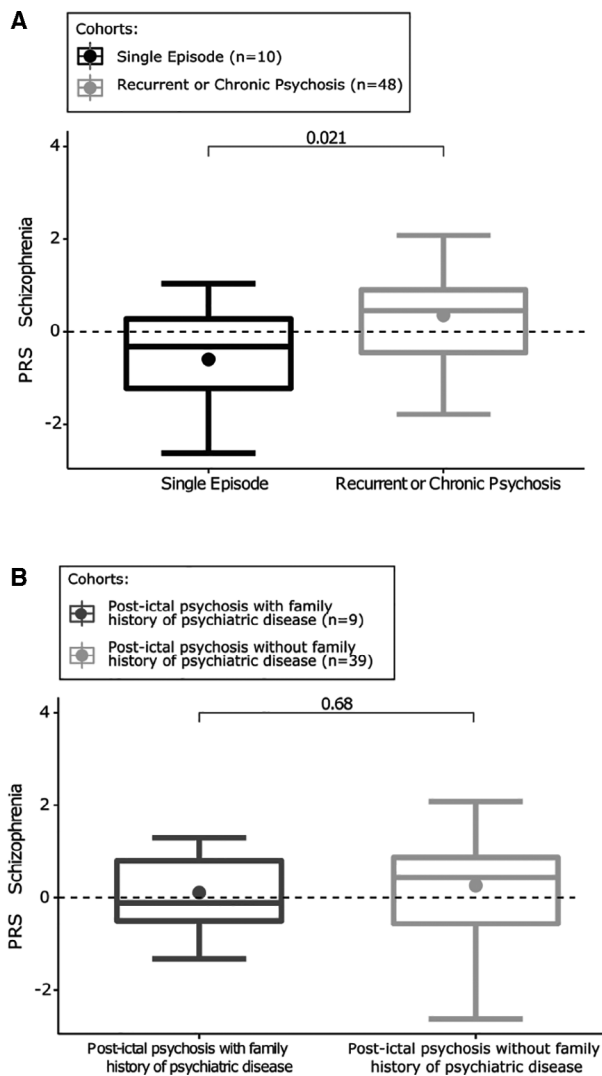 A
Cohorts:
Single Episode (n=10)
Recurrent or Chronic Psychosis (n=48)
0.021
4
2
0
-2
PRS Schizophrenia
Single Episode
Recurrent or Chronic Psychosis
B
Cohorts:
Post-ictal psychosis with family
history of psychiatric disease (n=9)
Post-ictal psychosis without family
history of psychiatric disease (n=39)
0.68
4
2
0
-2
PRS Schizophrenia
Post-ictal psychosis with family
history of psychiatric disease
Post-ictal psychosis without family
history of psychiatric disease